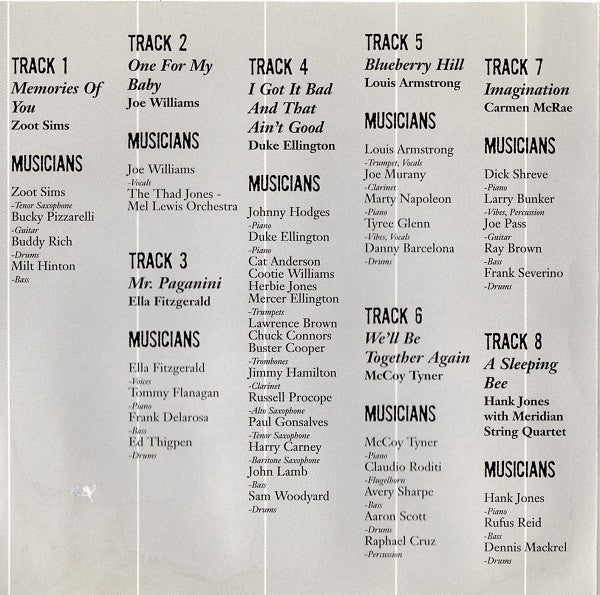 TRACK 1
Memories Of
You
Zoot Sims
MUSICIANS
Zoot Sims
-Tenor Saxophone
Bucky Pizzarelli
-Guitar
Buddy Rich
-Drums
Milt Hinton
-Bass
TRACK 2
One For My
Baby
Joe Williams
MUSICIANS
Joe Williams
-Vocals
The Thad Jones -
Mel Lewis Orchestra
TRACK 3
Mr. Paganini
Ella Fitzgerald
MUSICIANS
Ella Fitzgerald
-Voices
Tommy Flanagan
-Piano
Frank Delarosa
-Bass
Ed Thigpen
-Drums
TRACK 4
I Got It Bad
And That
Ain't Good
Duke Ellington
MUSICIANS
Johnny Hodges
-Piano
Duke Ellington
-Piano
Cat Anderson
Cootie Williams
Herbie Jones
Mercer Ellington
-Trumpets
Lawrence Brown
Chuck Connors
Buster Cooper
-Trombones
Jimmy Hamilton
-Clarinet
Russell Procope
-Alto Saxophone
Paul Gonsalves
-Tenor Saxophone
Harry Carney
-Baritone Saxophone
John Lamb
-Bass
Sam Woodyard
-Drums
TRACK 5
Blueberry Hill
Louis Armstrong
MUSICIANS
Louis Armstrong
-Trumpet, Vocals
Joe Murany
-Clarinet
Marty Napoleon
-Piano
Tyree Glenn
-Vibes, Vocals
Danny Barcelona
-Drums
TRACK 6
We'll Be
Together Again
McCoy Tyner
MUSICIANS
McCoy Tyner
-Piano
Claudio Roditi
-Flugelhorn
Avery Sharpe
-Bass
Aaron Scott
-Drums
Raphael Cruz
-Percussion
TRACK 7
Imagination
Carmen McRae
MUSICIANS
Dick Shreve
-Piano
Larry Bunker
-Vibes, Percussion
Joe Pass
-Guitar
Ray Brown
-Bass
Frank Severino
-Drums
TRACK 8
A Sleeping
Bee
Hank Jones
with Meridian
String Quartet
MUSICIANS
Hank Jones
-Piano
Rufus Reid
-Bass
Dennis Mackrel
-Drums